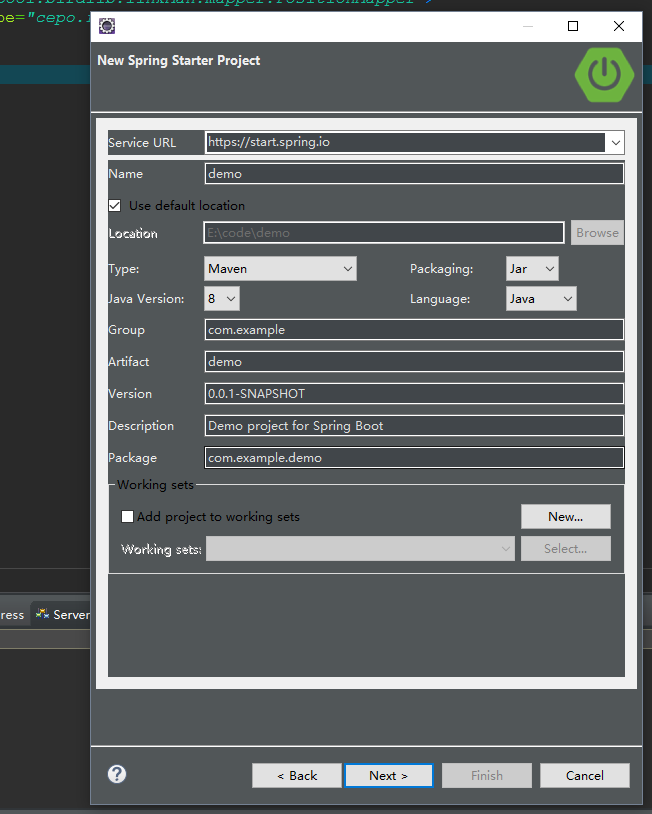 New Spring Starter Project
Service URL https://start.spring.io
Name demo
Use default location
Location E:\code\demo Browse
Type: Maven Packaging: Jar
Java Version: 8 Language: Java
Group com.example
Artifact demo
Version 0.0.1-SNAPSHOT
Description Demo project for Spring Boot
Package com.example.demo
Working sets
Add project to working sets New...
Working sets: Select...
ress Server
? < Back Next > Finish Cancel